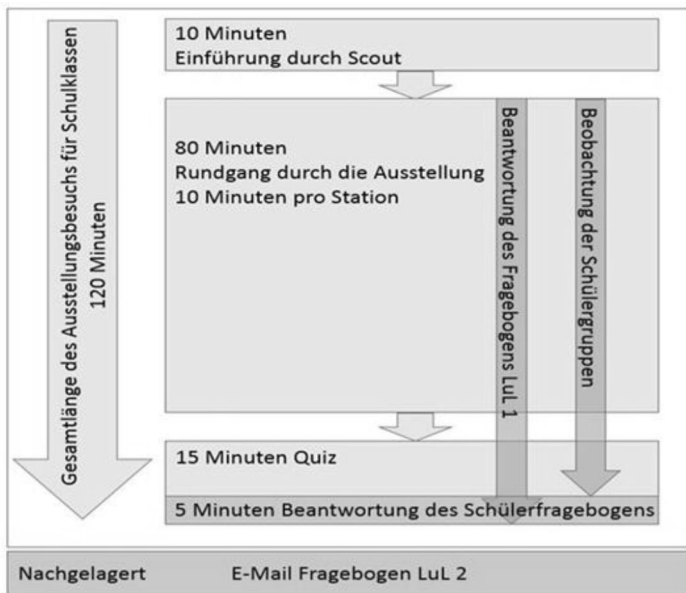 Gesamtlänge des Ausstellungsbesuchs für Schulklassen
120 Minuten
10 Minuten
Einführung durch Scout
80 Minuten
Rundgang durch die Ausstellung
10 Minuten pro Station
Beantwortung des Fragebogens LuL 1
Beobachtung der Schülergruppen
15 Minuten Quiz
5 Minuten Beantwortung des Schülerfragebogens
Nachgelagert E-Mail Fragebogen LuL 2